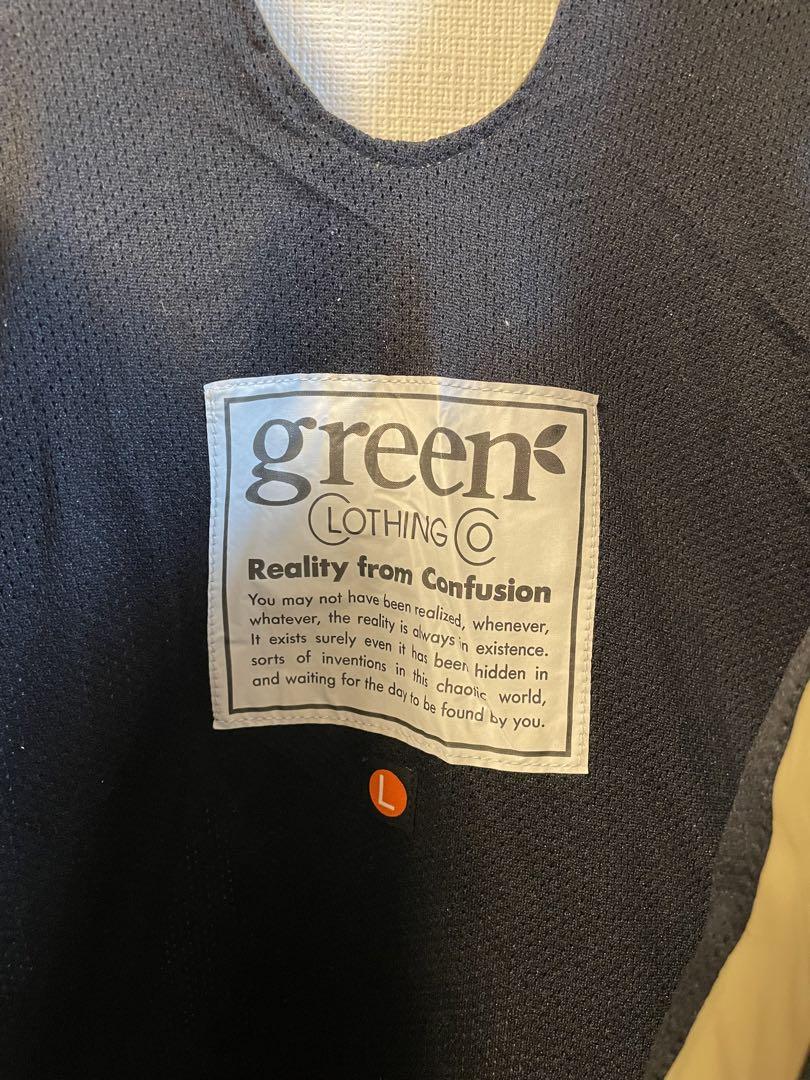 green
CLOTHING CO
Reality from Confusion
You may not have been realized, whenever,
whatever, the reality is always in existence.
It exists surely even it has been hidden in
sorts of inventions in this chaotic world,
and waiting for the day to be found by you.
L